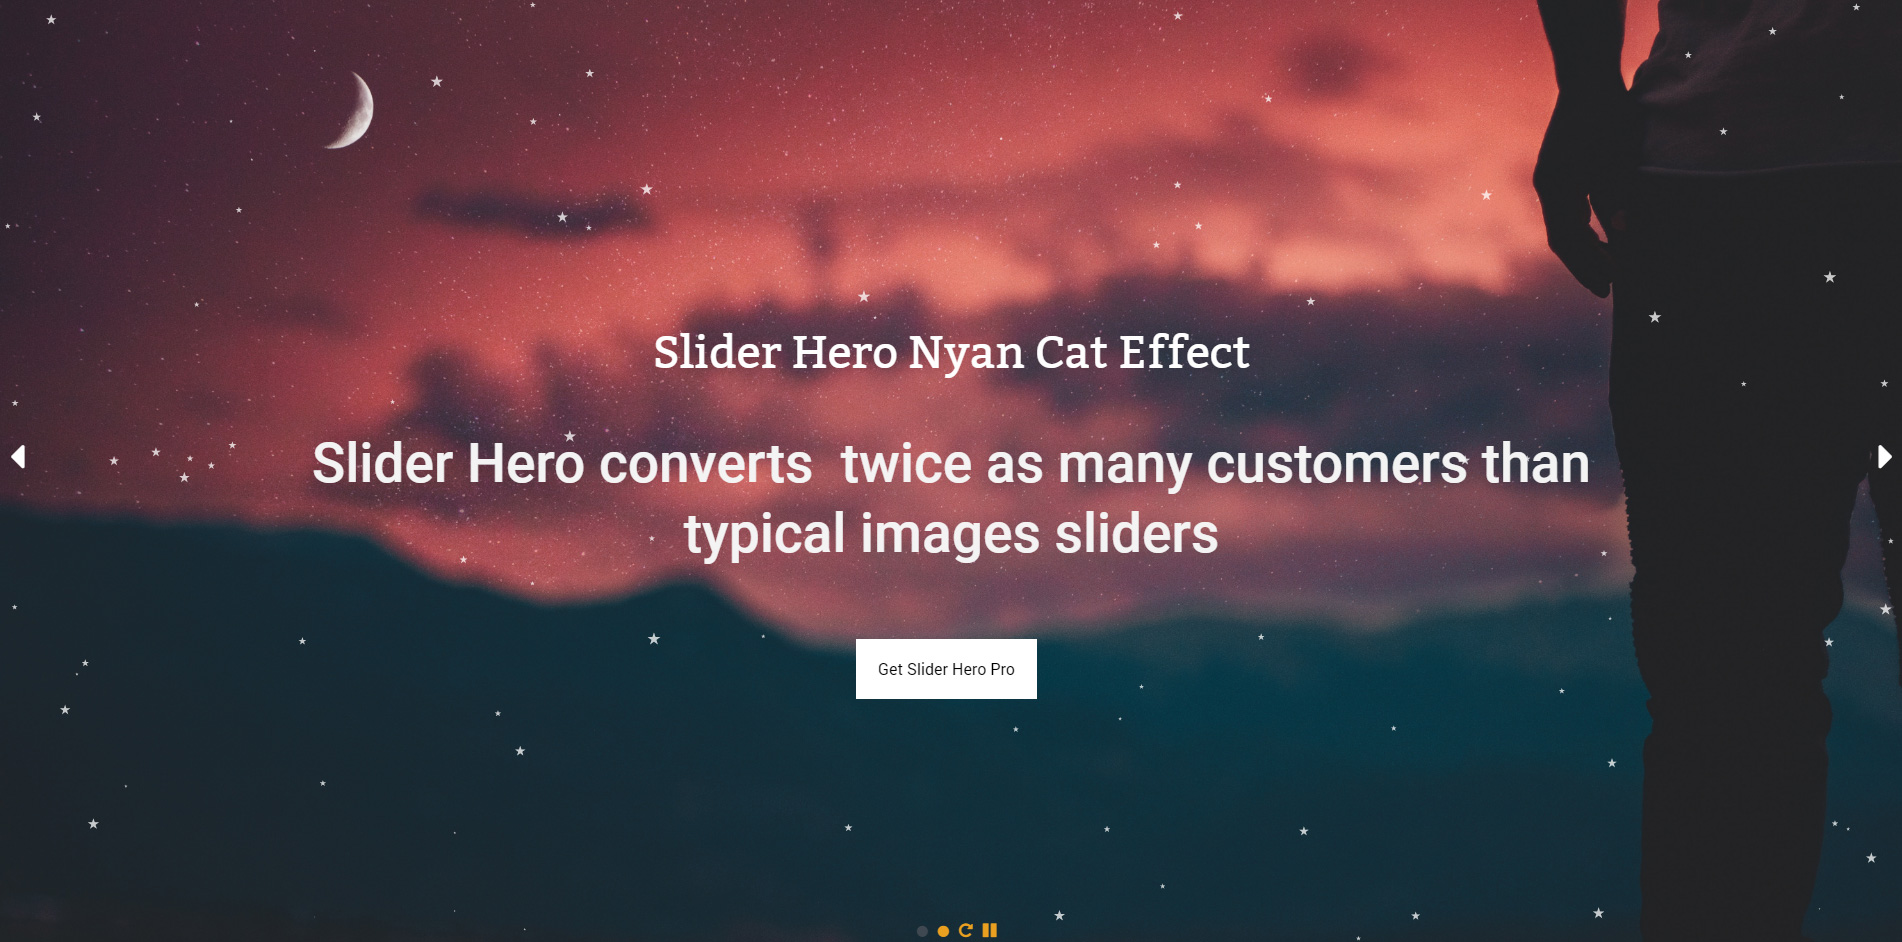 Slider Hero Nyan Cat Effect
Slider Hero converts  twice as many customers than
typical images sliders
Get Slider Hero Pro